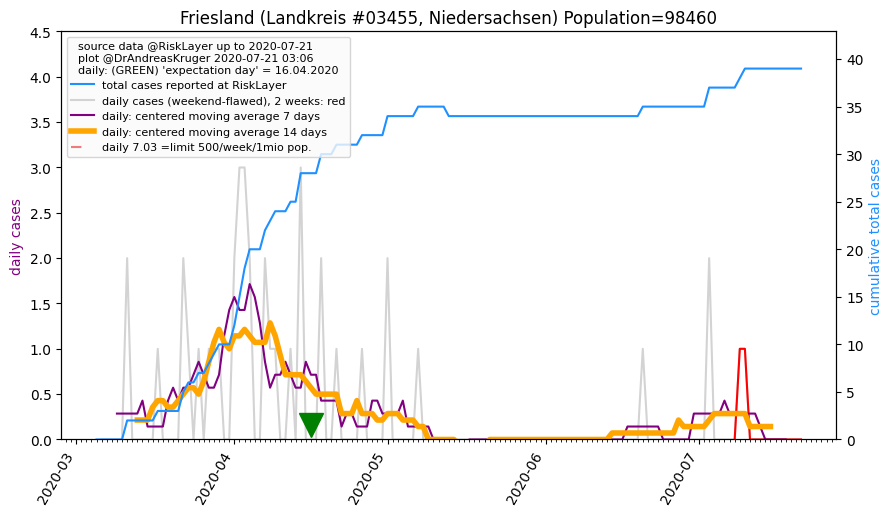 Friesland (Landkreis #03455, Niedersachsen) Population=98460
source data @RiskLayer up to 2020-07-21
plot @DrAndreasKruger 2020-07-21 03:06
daily: (GREEN) 'expectation day' = 16.04.2020
total cases reported at RiskLayer
daily cases (weekend-flawed), 2 weeks: red
daily: centered moving average 7 days
daily: centered moving average 14 days
daily 7.03 =limit 500/week/1mio pop.
daily cases
4.5
4.0
3.5
3.0
2.5
2.0
1.5
1.0
0.5
0.0
cumulative total cases
40
35
30
25
20
15
10
5
0
2020-03
2020-04
2020-05
2020-06
2020-07